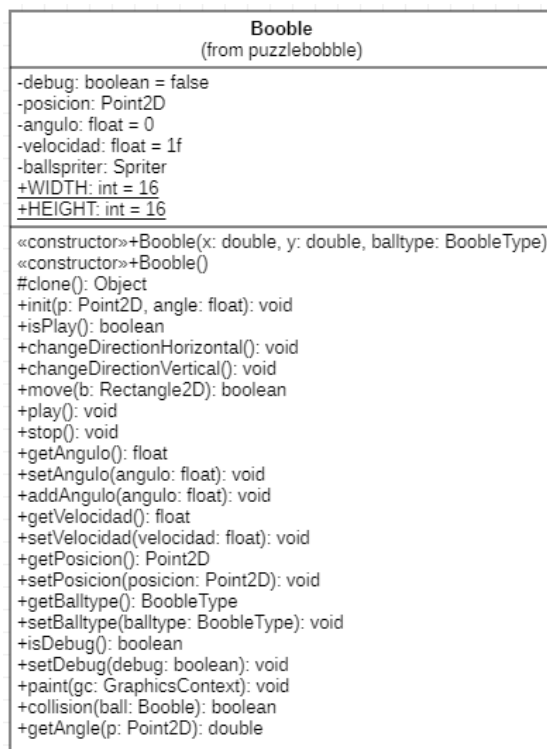 Booble
(from puzzlebobble)
-debug: boolean = false
-posicion: Point2D
-angulo: float = 0
-velocidad: float = 1f
-ballspriter: Spriter
+WIDTH: int = 16
+HEIGHT: int = 16
«constructor»+Booble(x: double, y: double, balltype: BoobleType)
«constructor»+Booble()
#clone(): Object
+init(p: Point2D, angle: float): void
+isPlay(): boolean
+changeDirectionHorizontal(): void
+changeDirectionVertical(): void
+move(b: Rectangle2D): boolean
+play(): void
+stop(): void
+getAngulo(): float
+setAngulo(angulo: float): void
+addAngulo(angulo: float): void
+getVelocidad(): float
+setVelocidad(velocidad: float): void
+getPosicion(): Point2D
+setPosicion(posicion: Point2D): void
+getBalltype(): BoobleType
+setBalltype(balltype: BoobleType): void
+isDebug(): boolean
+setDebug(debug: boolean): void
+paint(gc: GraphicsContext): void
+collision(ball: Booble): boolean
+getAngle(p: Point2D): double